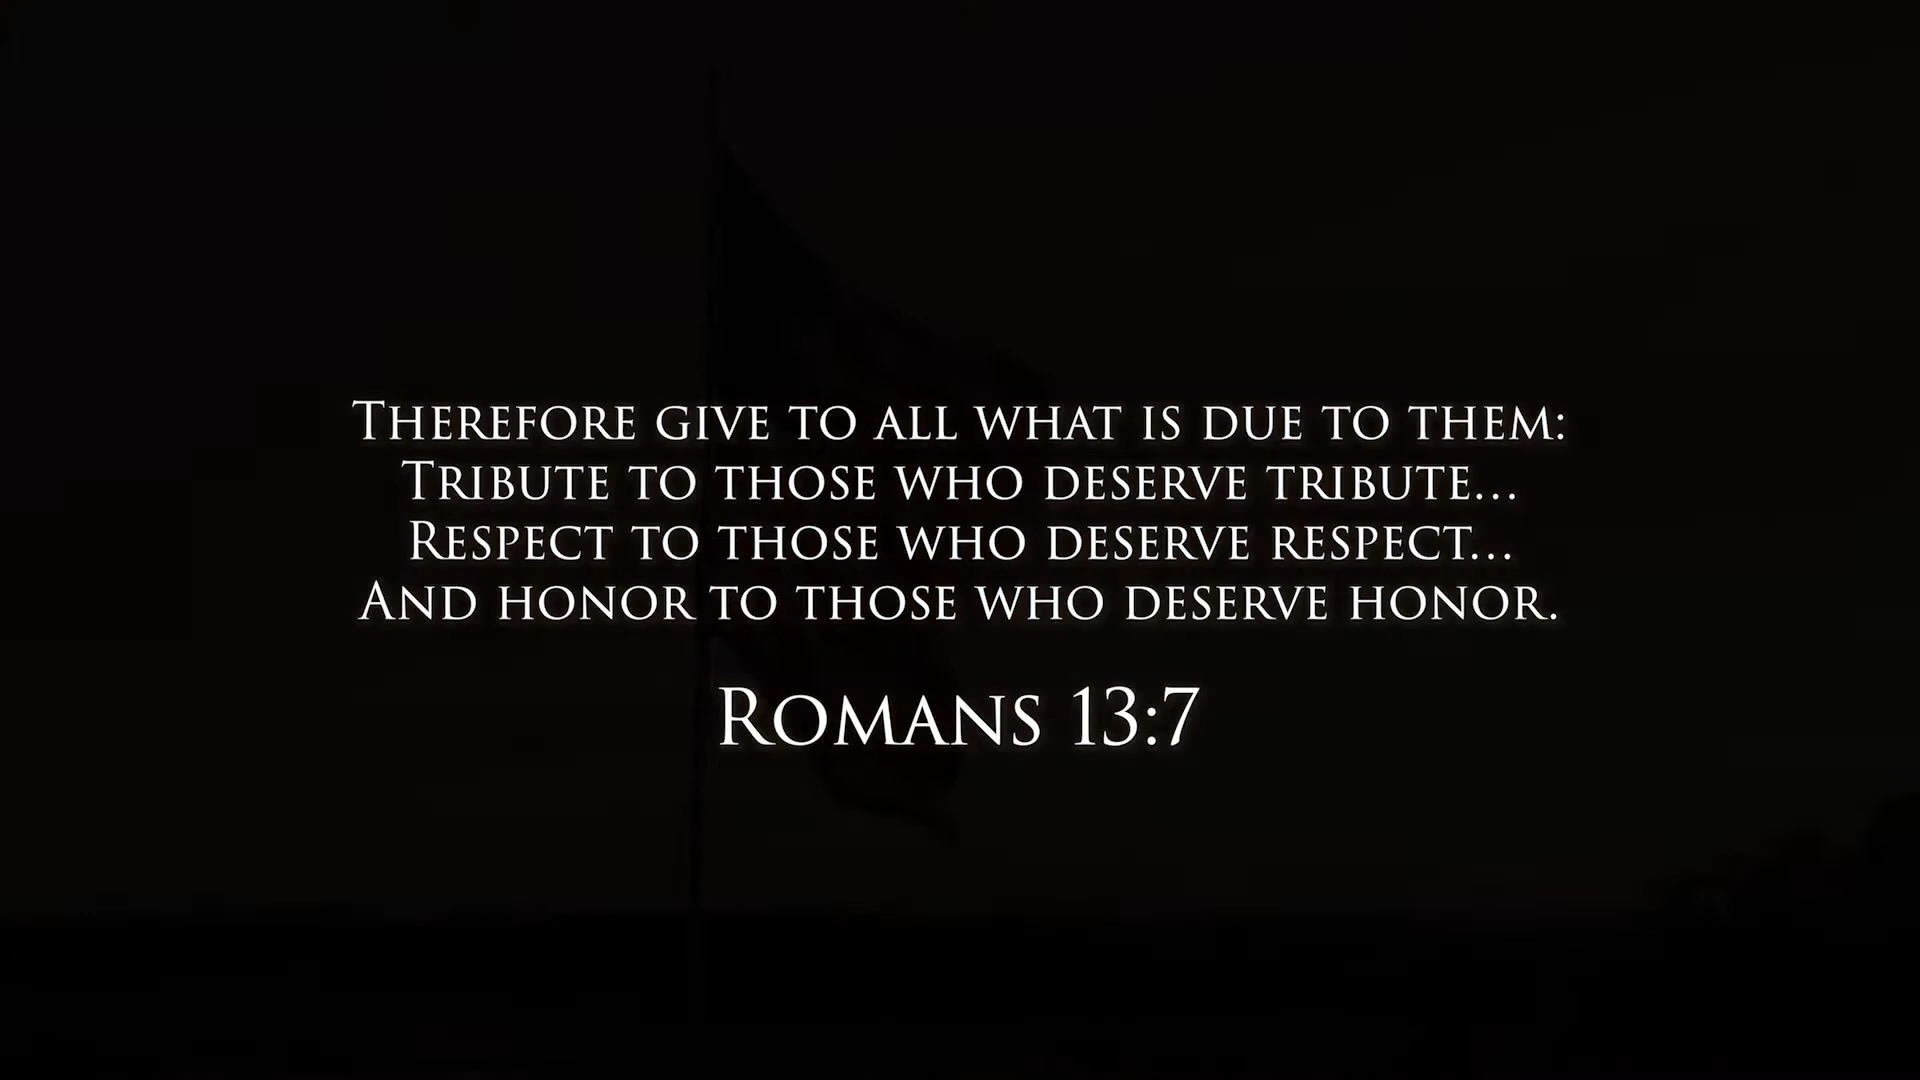 Therefore give to all what is due to them:
Tribute to those who deserve tribute...
Respect to those who deserve respect...
And honor to those who deserve honor.
Romans 13:7